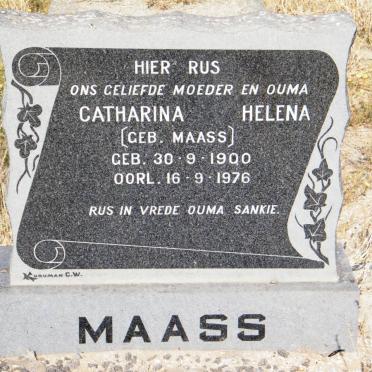 HIER RUS
ONS GELIEFDE MOEDER EN OUMA
CATHARINA HELENA
(GEB. MAASS)
GEB. 30-9-1900
OORL. 16-9-1976
RUS IN VREDE OUMA SANKIE.
KURUMAN G.W.
MAASS